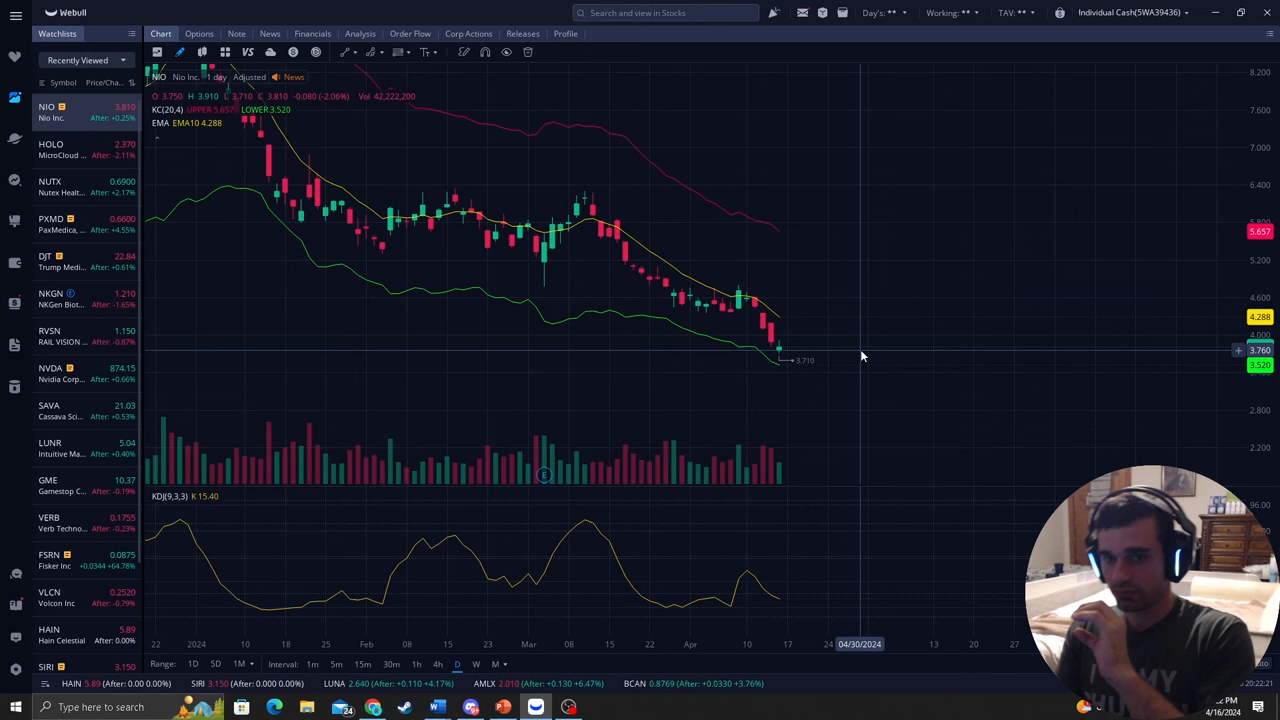 Webull
Search and view in Stocks
Day's: ** Working: ** TAV: ** Individual Cash(5WA39436)
Watchlists
Chart Options Note News Financials Analysis Order Flow Corp Actions Releases Profile
Recently Viewed
Symbol Price/Cha...
NIO 3.810
Nio Inc. After: +0.25%
HOLO 2.370
MicroCloud ... After: -2.11%
NUTX 0.6900
Nutex Healt... After: +2.17%
PXMD 0.6600
PaxMedica, ... After: +4.55%
DJT 22.84
Trump Medi... After: +0.61%
NKGN 1.210
NKGen Biot... After: -1.65%
RVSN 1.150
RAIL VISION ... After: -0.87%
NVDA 874.15
Nvidia Corp... After: +0.66%
SAVA 21.03
Cassava Sci... After: +0.53%
LUNR 5.04
Intuitive Ma... After: +0.40%
GME 10.37
Gamestop C... After: -0.19%
VERB 0.1755
Verb Techno... After: -0.23%
FSRN 0.0875
Fisker Inc +0.0344 +64.78%
VLCN 0.2520
Volcon Inc... After: -0.79%
HAIN 5.89
Hain Celestial After: 0.00%
SIRI 3.150
NIO Nio Inc. 1 day Adjusted News
O 3.750 H 3.910 L 3.710 C 3.810 -0.080 (-2.06%) Vol 42,222,200
KC(20,4) UPPER 5.657 LOWER 3.520
EMA EMA10 4.288
8.200
7.600
7.000
6.400
5.657
5.200
4.600
4.288
4.000
3.760
3.520
2.800
2.200
3.710
E
KDJ(9,3,3) K 15.40
96.00
22 2024 10 18 25 Feb 08 15 22 Mar 08 15 22 Apr 10 17 24 04/30/2024 13 20 27
Range: 1D 5D 1M Interval: 1m 5m 15m 30m 1h 4h D W M
HAIN 5.89 (After: 0.00 0.00%) SIRI 3.150 (After: 0.000 0.00%) LUNA 2.640 (After: +0.110 +4.17%) AMLX 2.010 (After: +0.130 +6.47%) BCAN 0.8769 (After: +0.0330 +3.76%)
20:22:21
Type here to search
24
4/16/2024